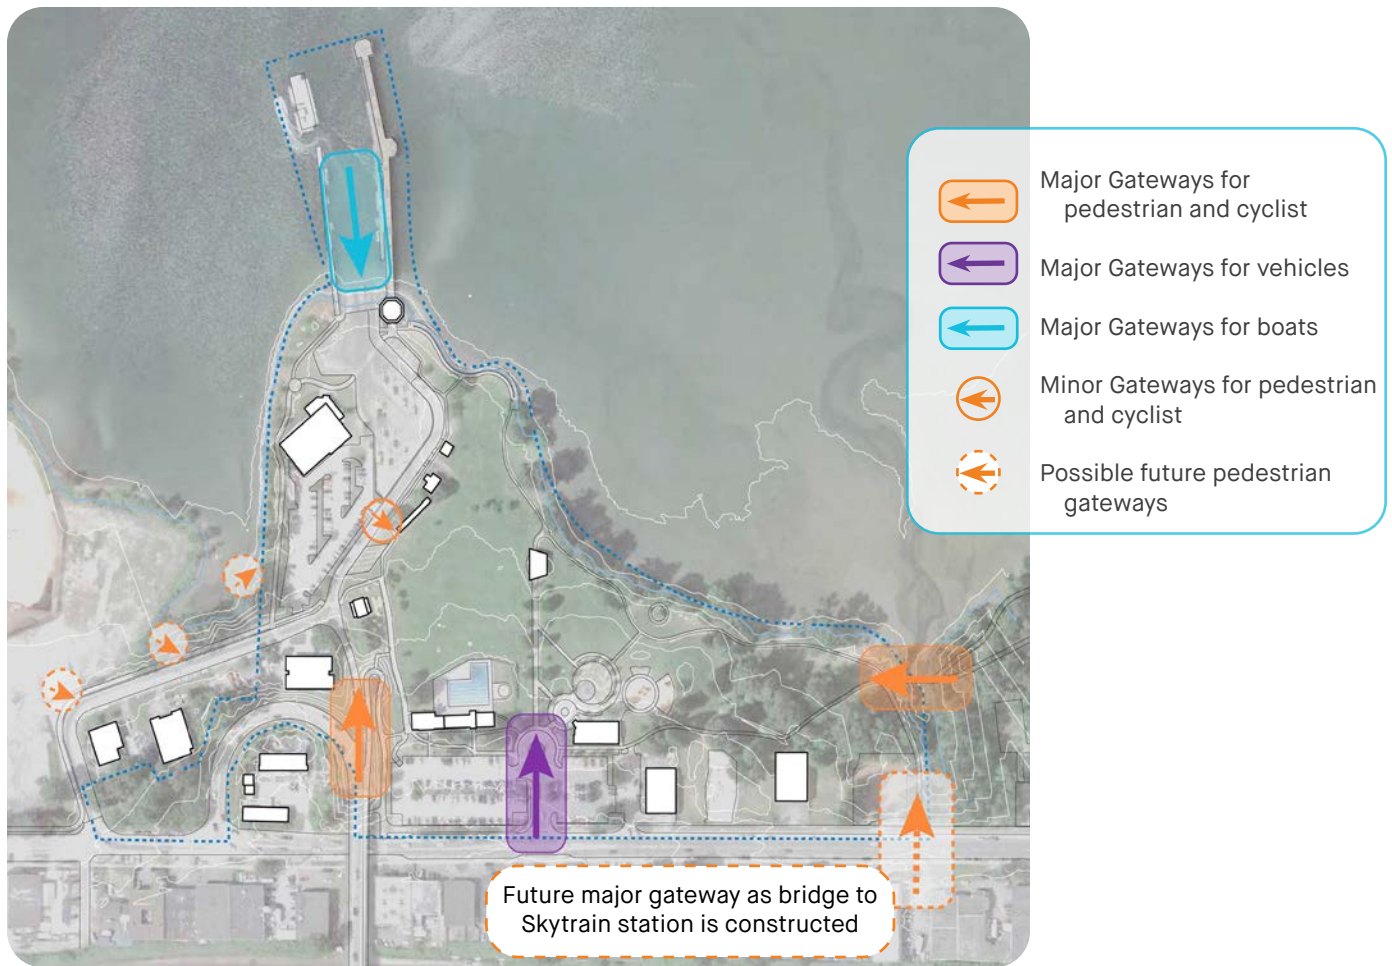 Major Gateways for
pedestrian and cyclist
Major Gateways for vehicles
Major Gateways for boats
Minor Gateways for pedestrian
and cyclist
Possible future pedestrian
gateways
Future major gateway as bridge to
Skytrain station is constructed